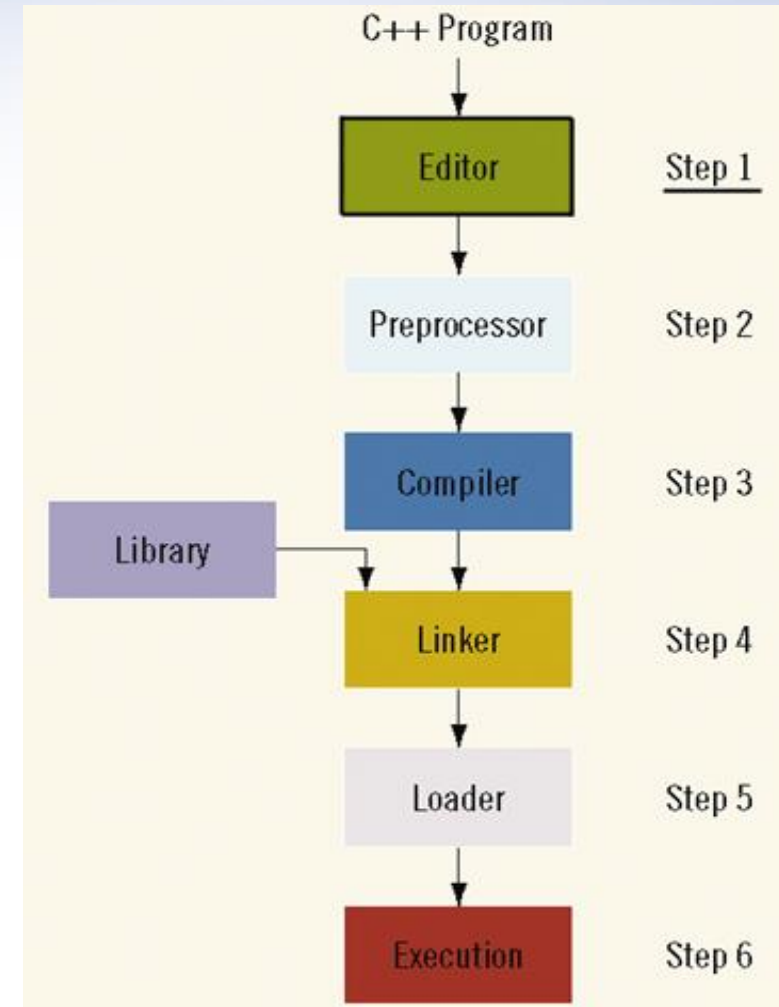 C++ Program
Editor Step 1
Preprocessor Step 2
Compiler Step 3
Library
Linker Step 4
Loader Step 5
Execution Step 6